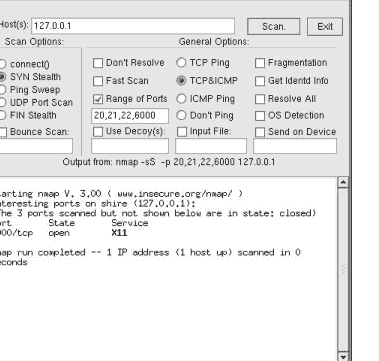 Host(s): 127.0.0.1 Scan. Exit
Scan Options: General Options:
connect() Don't Resolve TCP Ping Fragmentation
SYN Stealth Fast Scan TCP&ICMP Get Identd Info
Ping Sweep Range of Ports ICMP Ping Resolve All
UDP Port Scan 20,21,22,6000 Don't Ping OS Detection
FIN Stealth
Bounce Scan: Use Decoy(s): Input File: Send on Device
Output from: nmap -sS -p 20,21,22,6000 127.0.0.1
tarting nmap V. 3.00 ( www.insecure.org/nmap/ )
nteresting ports on shire (127.0.0.1):
The 3 ports scanned but not shown below are in state: closed)
ort State Service
000/tcp open X11
map run completed -- 1 IP address (1 host up) scanned in 0
econds